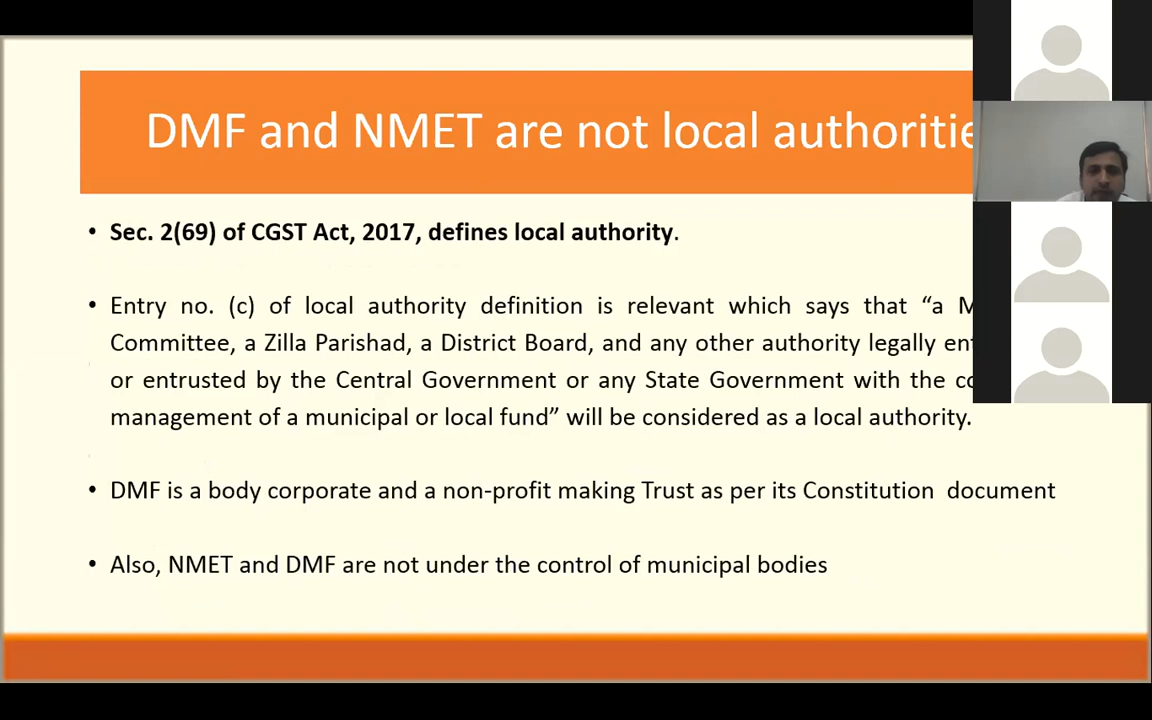 DMF and NMET are not local authoritie
• Sec. 2(69) of CGST Act, 2017, defines local authority.
• Entry no. (c) of local authority definition is relevant which says that “a
Committee, a Zilla Parishad, a District Board, and any other authority legally
or entrusted by the Central Government or any State Government with the
management of a municipal or local fund” will be considered as a local authority.
• DMF is a body corporate and a non-profit making Trust as per its Constitution document
• Also, NMET and DMF are not under the control of municipal bodies